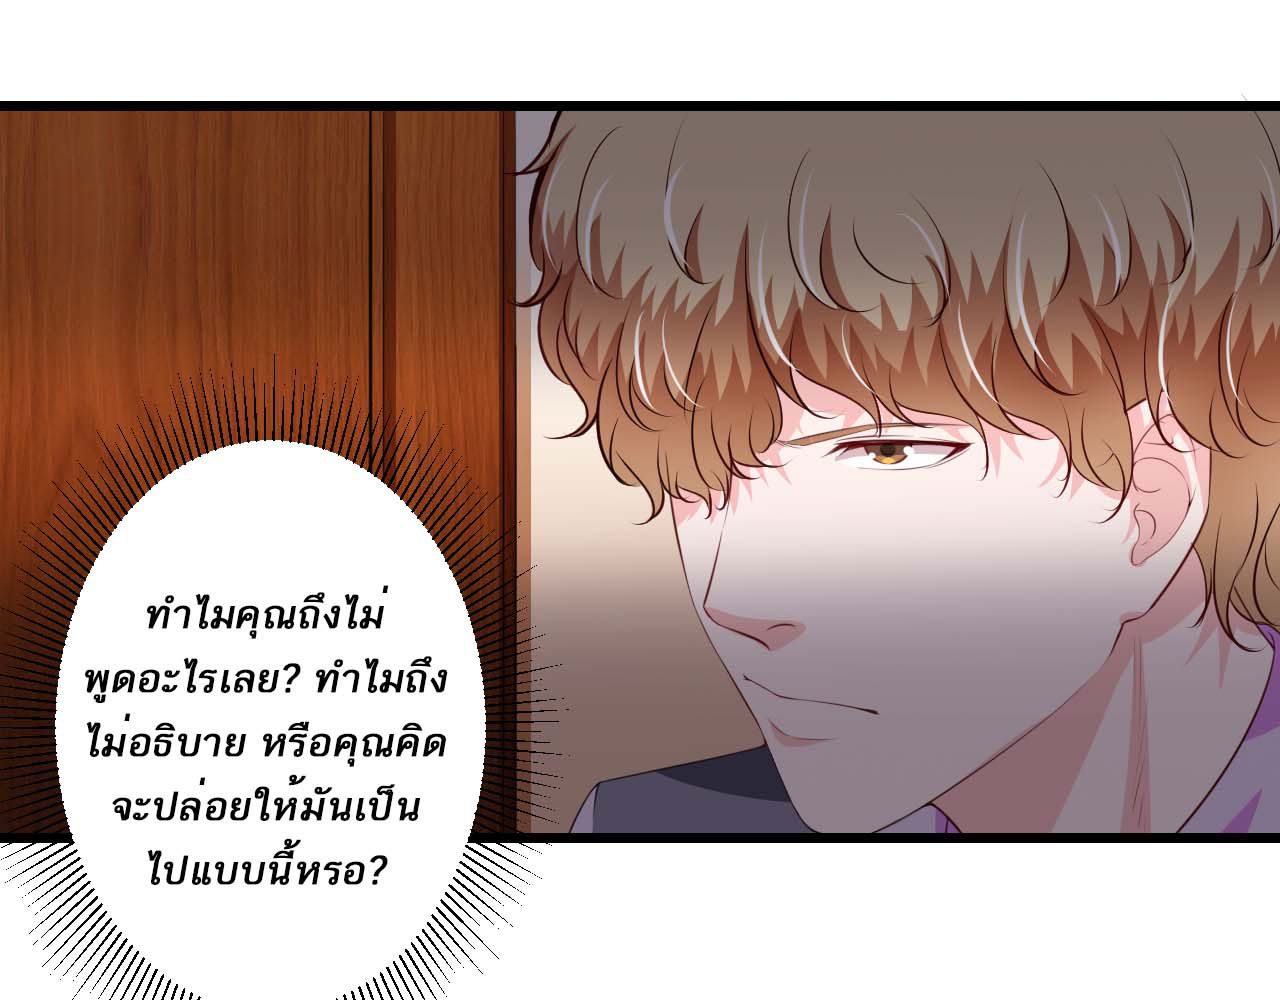 ทำไมคุณถึงไม่
พูดอะไรเลย? ทำไมถึง
ไม่อธิบาย หรือคุณคิด
จะปล่อยให้มันเป็น
ไปแบบนี้หรอ?